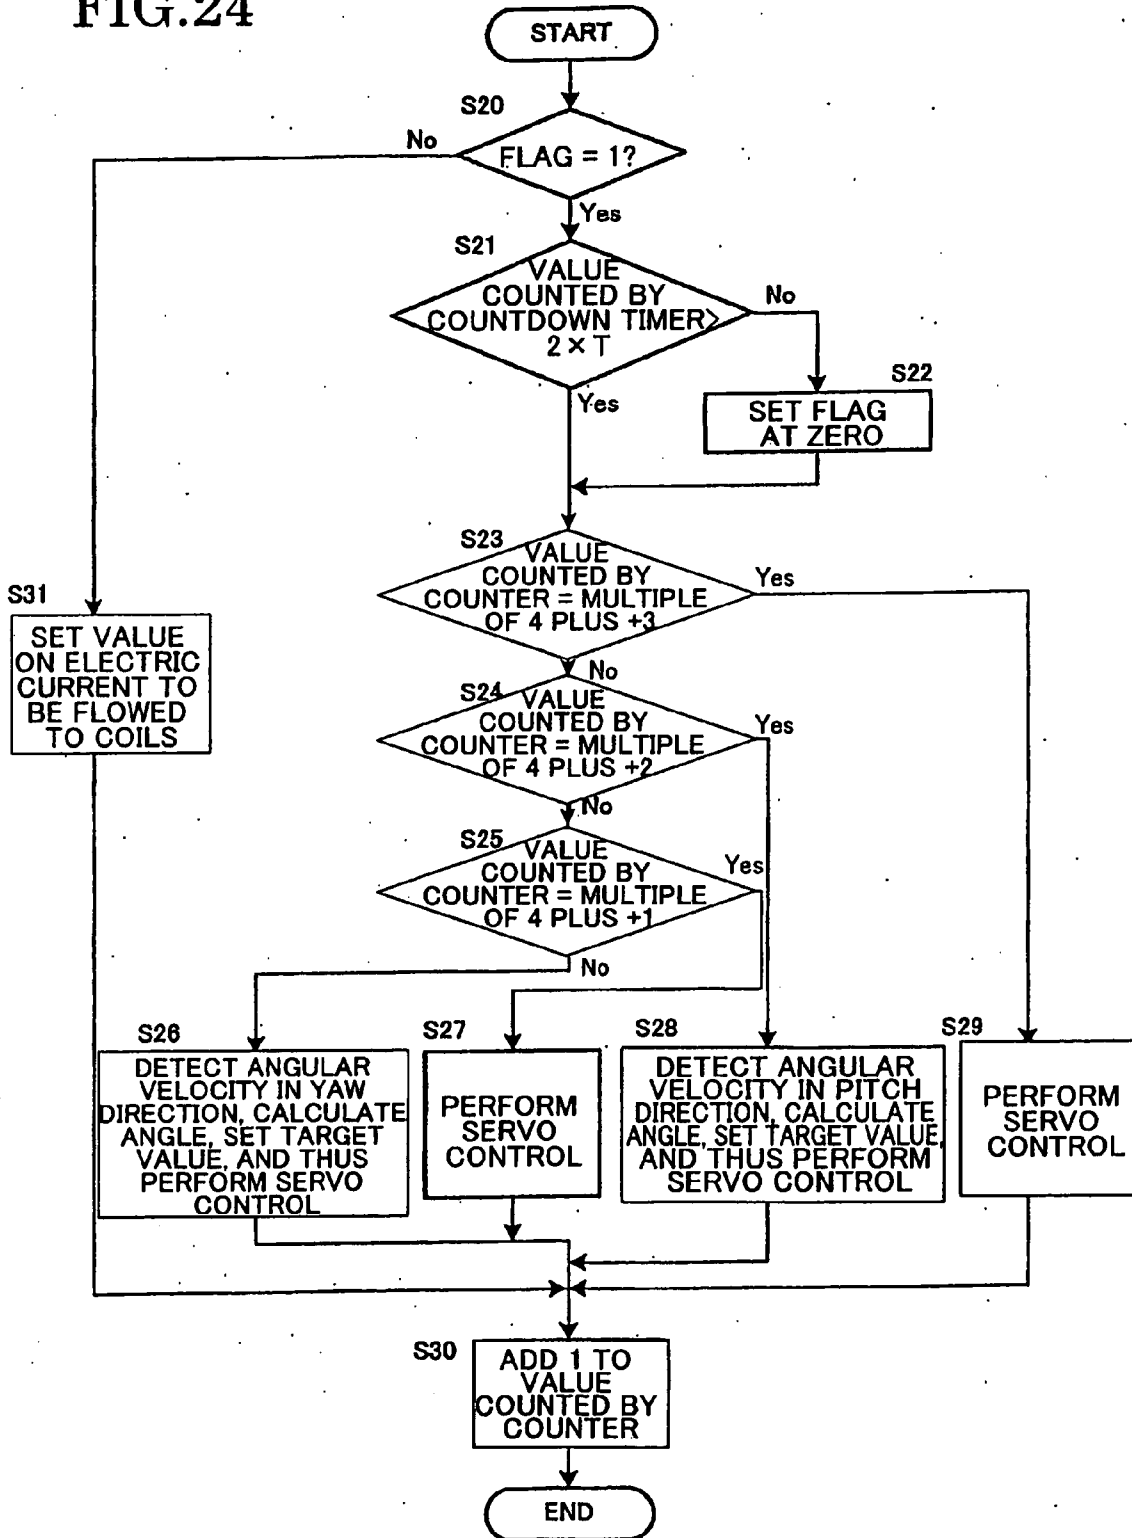 FIG.24
START
S20
No
FLAG = 1?
Yes
S21
VALUE
COUNTED BY
COUNTDOWN TIMER>
2 × T
No
Yes
S22
SET FLAG
AT ZERO
S23
VALUE
COUNTED BY
COUNTER = MULTIPLE
OF 4 PLUS +3
Yes
No
S31
SET VALUE
ON ELECTRIC
CURRENT TO
BE FLOWED
TO COILS
S24
VALUE
COUNTED BY
COUNTER = MULTIPLE
OF 4 PLUS +2
Yes
No
S25
VALUE
COUNTED BY
COUNTER = MULTIPLE
OF 4 PLUS +1
Yes
No
S26
DETECT ANGULAR
VELOCITY IN YAW
DIRECTION, CALCULATE
ANGLE, SET TARGET
VALUE, AND THUS
PERFORM SERVO
CONTROL
S27
PERFORM
SERVO
CONTROL
S28
DETECT ANGULAR
VELOCITY IN PITCH
DIRECTION, CALCULATE
ANGLE, SET TARGET VALUE,
AND THUS PERFORM
SERVO CONTROL
S29
PERFORM
SERVO
CONTROL
S30
ADD 1 TO
VALUE
COUNTED BY
COUNTER
END